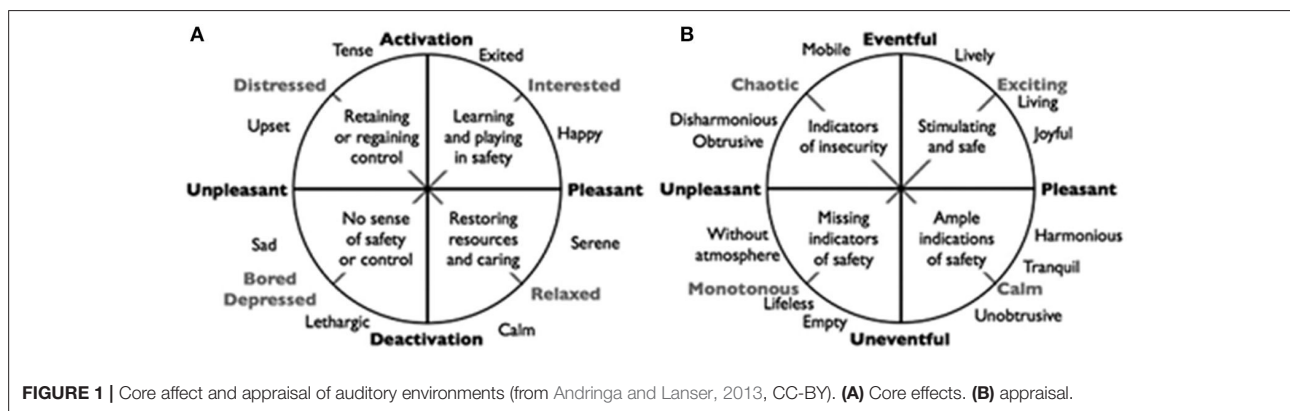 A
Activation
Tense
Exited
Distressed
Interested
Retaining
or regaining
control
Learning
and playing
in safety
Upset
Happy
Unpleasant
Pleasant
No sense
of safety
or control
Restoring
resources
and caring
Sad
Serene
Bored
Depressed
Relaxed
Lethargic
Calm
Deactivation
B
Eventful
Mobile
Lively
Chaotic
Exciting
Living
Disharmonious
Obtrusive
Joyful
Indicators
of insecurity
Stimulating
and safe
Unpleasant
Pleasant
Without
atmosphere
Missing
indicators
of safety
Ample
indications
of safety
Harmonious
Tranquil
Monotonous
Calm
Lifeless
Empty
Unobtrusive
Uneventful
FIGURE 1 | Core affect and appraisal of auditory environments (from Andringa and Lanser, 2013, CC-BY). (A) Core effects. (B) appraisal.